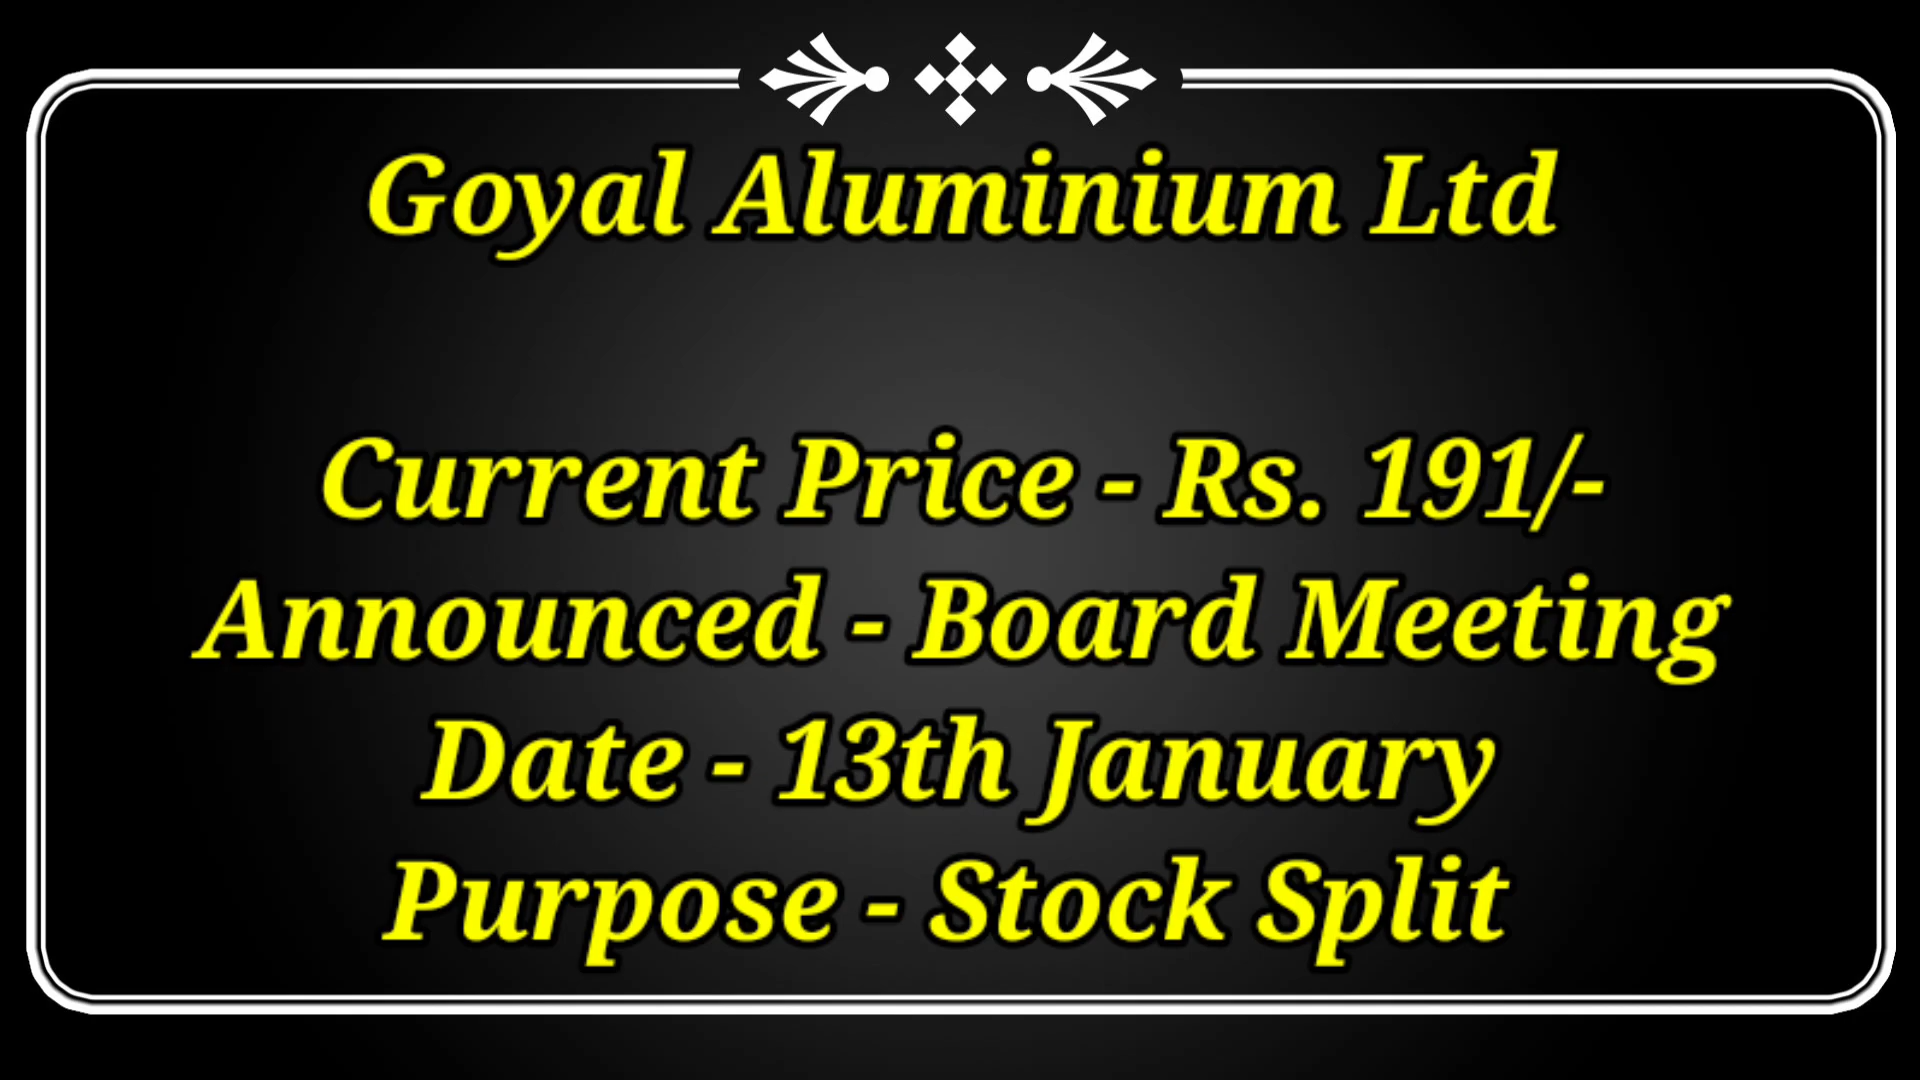 Goyal Aluminium Ltd
Current Price - Rs. 191/-
Announced - Board Meeting
Date - 13th January
Purpose - Stock Split